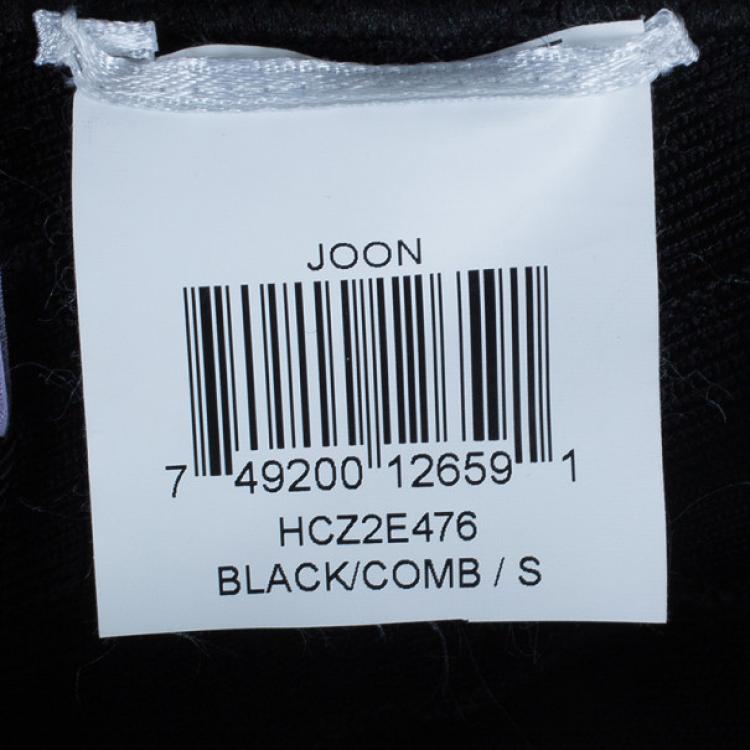 JOON
7 49200 12659 1
HCZ2E476
BLACK/COMB / S